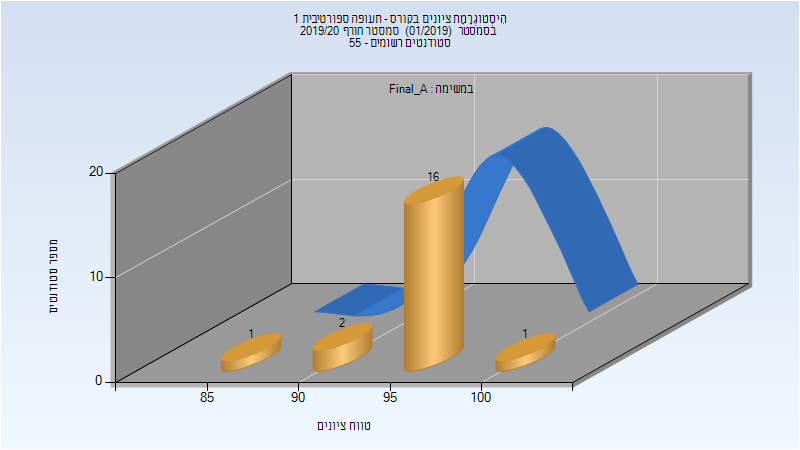 היסטוגרמת ציונים בקורס - תעופה ספורטיבית 1
בסמסטר (01/2019) סמסטר חורף 2019/20
סטודנטים רשומים - 55
במשימה : Final_A
20
10
0
16
1
2
1
85
90
95
100
מספר סטודנטים
טווח ציונים